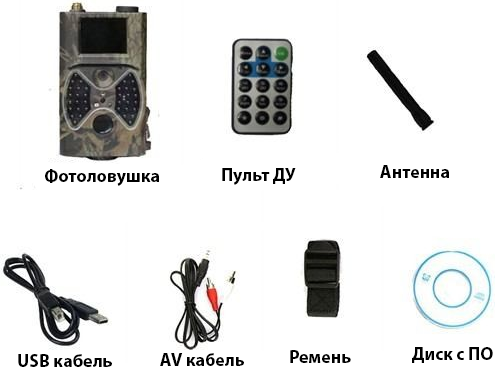 Фотоловушка
Пульт ДУ
Антенна
USB кабель
AV кабель
Ремень
Диск с ПО